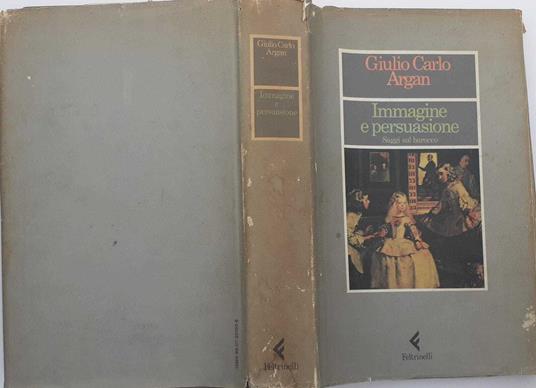 Giulio Carlo
Argan
Immagine
e persuasione
Feltrinelli
Giulio Carlo
Argan
Immagine
e persuasione
Saggi sul barocco
Feltrinelli